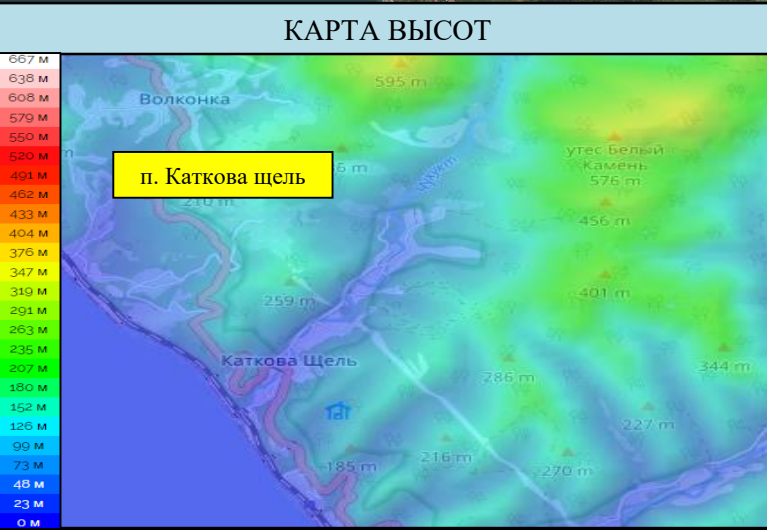 КАРТА ВЫСОТ
667 м
638 м
608 м
579 м
550 м
520 м
491 м
462 м
433 м
404 м
376 м
347 м
319 м
291 м
263 м
235 м
207 м
180 м
152 м
126 м
99 м
73 м
48 м
23 м
0 м
595 m
Волконка
утес Белый
Камень
576 m
6 m
п. Каткова щель
210 m
456 m
259 m
401 m
Каткова Щель
344 m
286 m
227 m
216 m
185 m
270 m